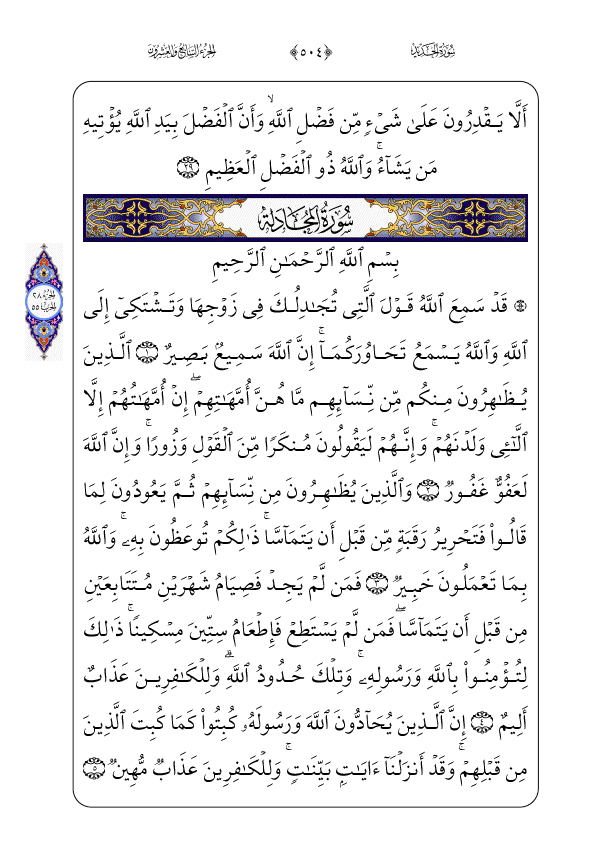 سُورَةُ الحَدِيد
﴿٥٠٤﴾
الجُزْءُ السَّابِعُ وَالعِشْرُونَ
أَلَّا يَقْدِرُونَ عَلَىٰ شَىْءٍ مِّن فَضْلِ ٱللَّهِ ۙ وَأَنَّ ٱلْفَضْلَ بِيَدِ ٱللَّهِ يُؤْتِيهِ
مَن يَشَآءُ ۚ وَٱللَّهُ ذُو ٱلْفَضْلِ ٱلْعَظِيمِ ٢٩
سُورَةُ المُجَادلة
بِسْمِ ٱللَّهِ ٱلرَّحْمَـٰنِ ٱلرَّحِيمِ
الجزء ٢٨
الحزب ٥٥
۞ قَدْ سَمِعَ ٱللَّهُ قَوْلَ ٱلَّتِى تُجَـٰدِلُكَ فِى زَوْجِهَا وَتَشْتَكِىٓ إِلَى
ٱللَّهِ وَٱللَّهُ يَسْمَعُ تَحَاوُرَكُمَآ ۚ إِنَّ ٱللَّهَ سَمِيعٌۢ بَصِيرٌ ١ ٱلَّذِينَ
يُظَـٰهِرُونَ مِنكُم مِّن نِّسَآئِهِم مَّا هُنَّ أُمَّهَـٰتِهِمْ ۖ إِنْ أُمَّهَـٰتُهُمْ إِلَّا
ٱلَّـٰٓـِٔى وَلَدْنَهُمْ ۚ وَإِنَّهُمْ لَيَقُولُونَ مُنكَرًا مِّنَ ٱلْقَوْلِ وَزُورًا ۚ وَإِنَّ ٱللَّهَ
لَعَفُوٌّ غَفُورٌ ٢ وَٱلَّذِينَ يُظَـٰهِرُونَ مِن نِّسَآئِهِمْ ثُمَّ يَعُودُونَ لِمَا
قَالُوا۟ فَتَحْرِيرُ رَقَبَةٍ مِّن قَبْلِ أَن يَتَمَآسَّا ۚ ذَٰلِكُمْ تُوعَظُونَ بِهِۦ ۚ وَٱللَّهُ
بِمَا تَعْمَلُونَ خَبِيرٌ ٣ فَمَن لَّمْ يَجِدْ فَصِيَامُ شَهْرَيْنِ مُتَتَابِعَيْنِ
مِن قَبْلِ أَن يَتَمَآسَّا ۖ فَمَن لَّمْ يَسْتَطِعْ فَإِطْعَامُ سِتِّينَ مِسْكِينًا ۚ ذَٰلِكَ
لِتُؤْمِنُوا۟ بِٱللَّهِ وَرَسُولِهِۦ ۚ وَتِلْكَ حُدُودُ ٱللَّهِ ۗ وَلِلْكَـٰفِرِينَ عَذَابٌ
أَلِيمٌ ٤ إِنَّ ٱلَّذِينَ يُحَآدُّونَ ٱللَّهَ وَرَسُولَهُۥ كُبِتُوا۟ كَمَا كُبِتَ ٱلَّذِينَ
مِن قَبْلِهِمْ ۚ وَقَدْ أَنزَلْنَآ ءَايَـٰتٍۭ بَيِّنَـٰتٍ ۚ وَلِلْكَـٰفِرِينَ عَذَابٌ مُّهِينٌ ٥